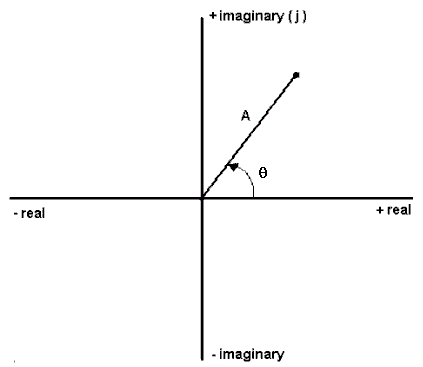 + imaginary ( j )
A
θ
- real
+ real
- imaginary